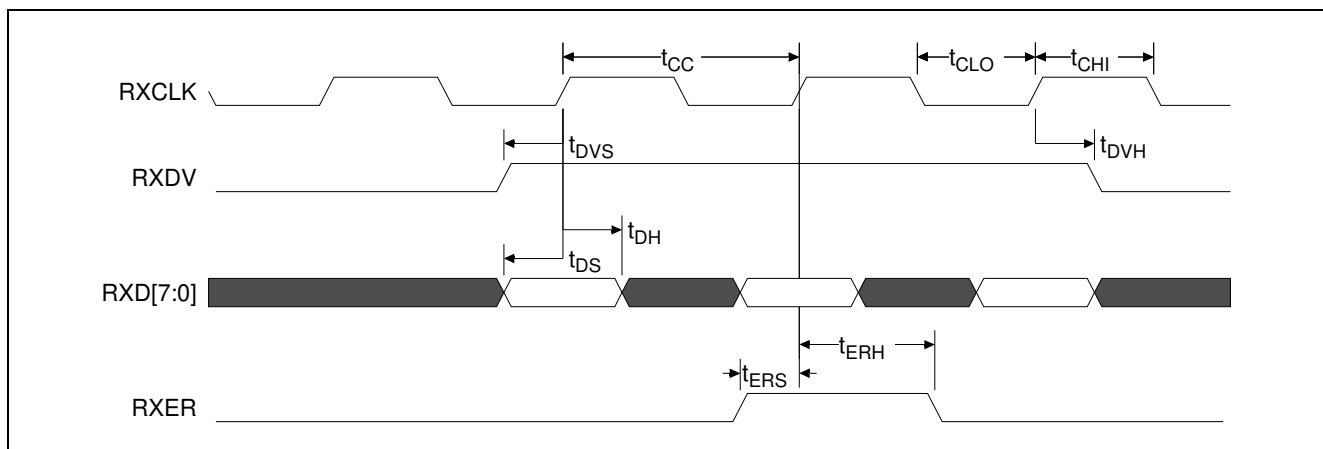 t_CC
t_CLO
t_CHI
RXCLK
t_DVS
t_DVH
RXDV
t_DH
t_DS
RXD[7:0]
t_ERH
t_ERS
RXER